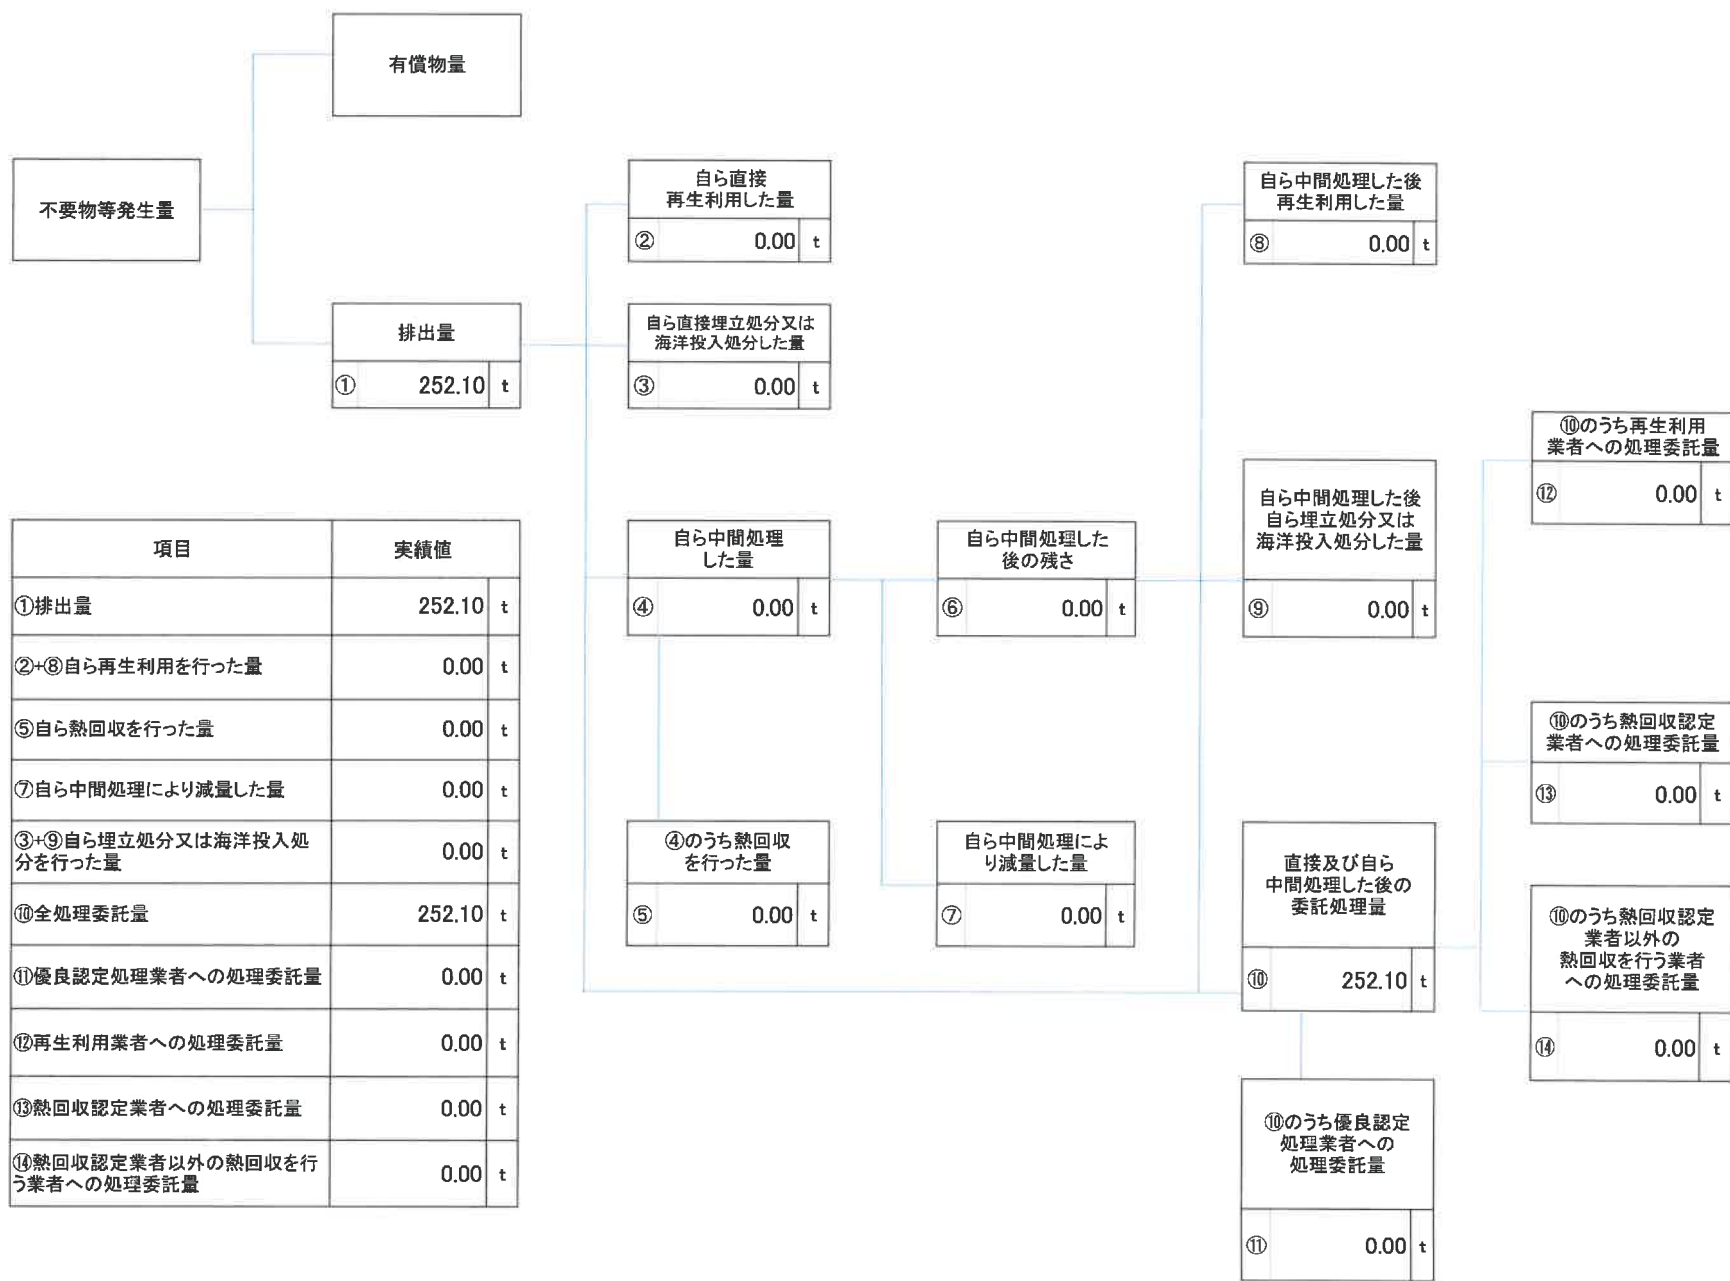 有償物量
不要物等発生量
排出量
① 252.10 t
自ら直接
再生利用した量
② 0.00 t
自ら直接埋立処分又は
海洋投入処分した量
③ 0.00 t
自ら中間処理
した量
④ 0.00 t
④のうち熱回収
を行った量
⑤ 0.00 t
自ら中間処理した
後の残さ
⑥ 0.00 t
自ら中間処理によ
り減量した量
⑦ 0.00 t
自ら中間処理した後
再生利用した量
⑧ 0.00 t
自ら中間処理した後
自ら埋立処分又は
海洋投入処分した量
⑨ 0.00 t
直接及び自ら
中間処理した後の
委託処理量
⑩ 252.10 t
⑩のうち優良認定
処理業者への
処理委託量
⑪ 0.00 t
⑩のうち再生利用
業者への処理委託量
⑫ 0.00 t
⑩のうち熱回収認定
業者への処理委託量
⑬ 0.00 t
⑩のうち熱回収認定
業者以外の
熱回収を行う業者
への処理委託量
⑭ 0.00 t
項目 実績値
①排出量 252.10 t
②+⑧自ら再生利用を行った量 0.00 t
⑤自ら熱回収を行った量 0.00 t
⑦自ら中間処理により減量した量 0.00 t
③+⑨自ら埋立処分又は海洋投入処
分を行った量 0.00 t
⑩全処理委託量 252.10 t
⑪優良認定処理業者への処理委託量 0.00 t
⑫再生利用業者への処理委託量 0.00 t
⑬熱回収認定業者への処理委託量 0.00 t
⑭熱回収認定業者以外の熱回収を行
う業者への処理委託量 0.00 t